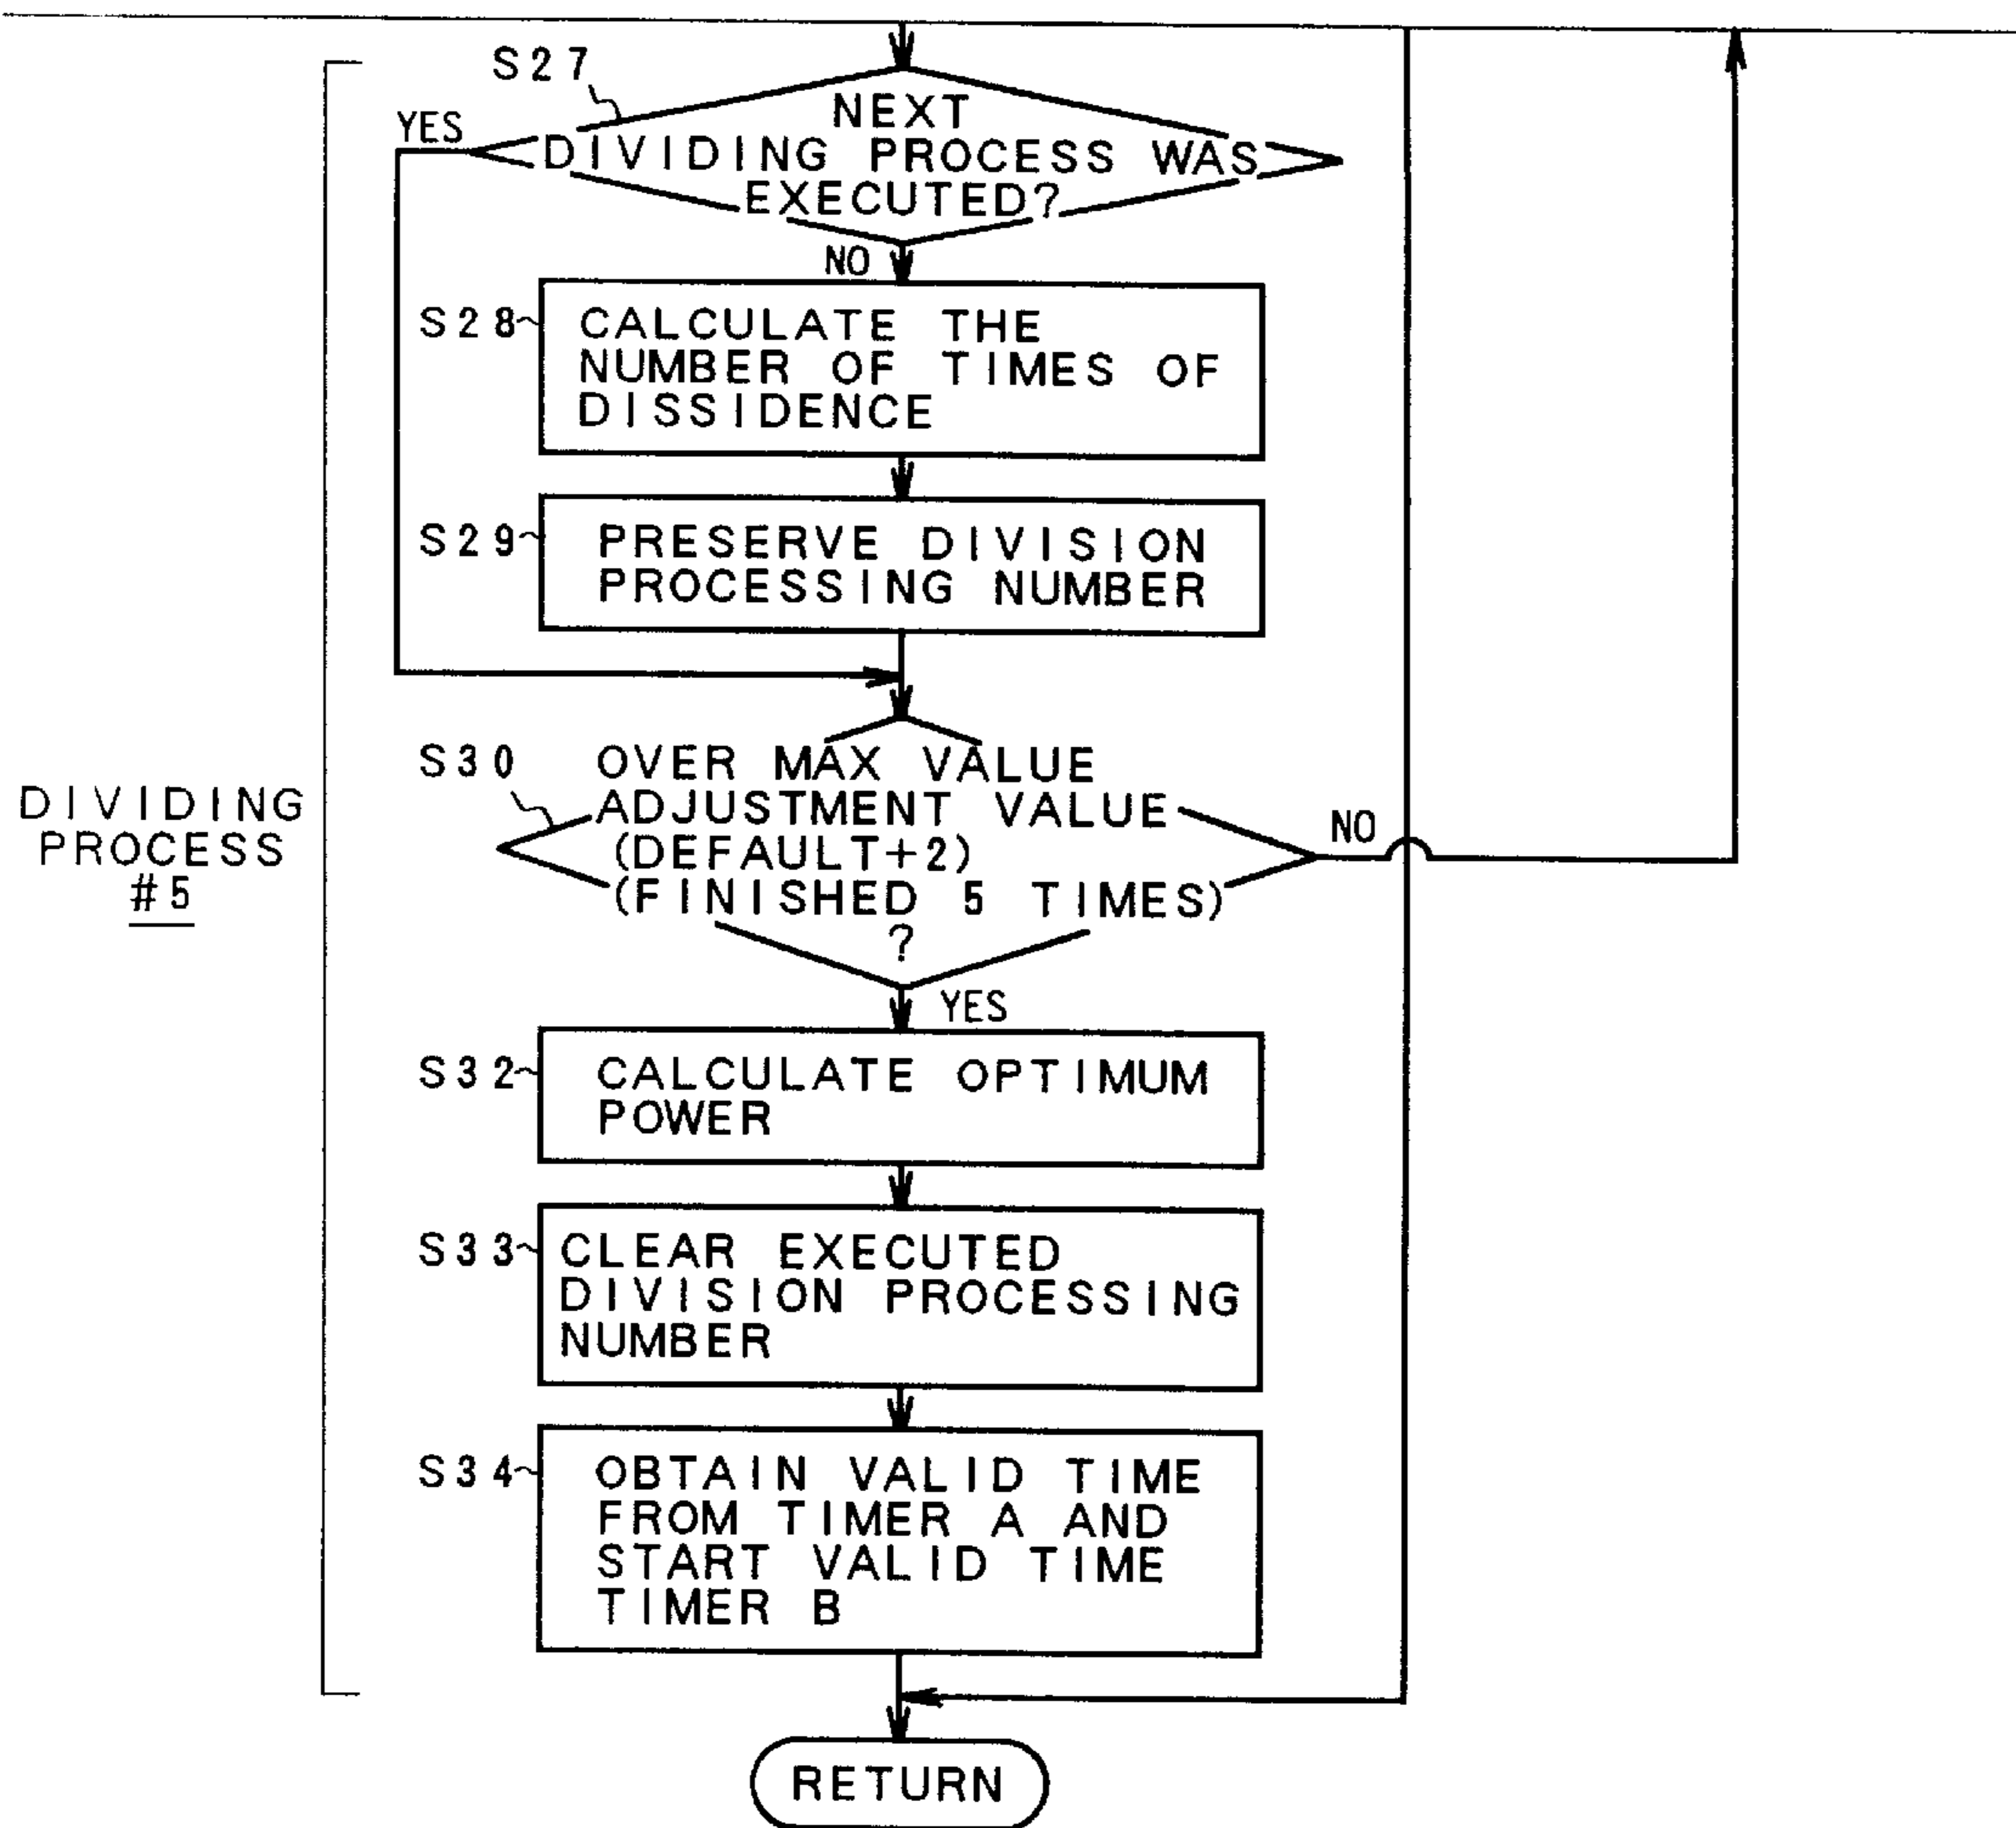 S27
NEXT
YES
DIVIDING PROCESS WAS
EXECUTED?
NO
S28
CALCULATE THE
NUMBER OF TIMES OF
DISSIDENCE
S29
PRESERVE DIVISION
PROCESSING NUMBER
S30
OVER MAX VALUE
ADJUSTMENT VALUE
(DEFAULT+2)
(FINISHED 5 TIMES)
?
NO
DIVIDING
PROCESS
#5
YES
S32
CALCULATE OPTIMUM
POWER
S33
CLEAR EXECUTED
DIVISION PROCESSING
NUMBER
S34
OBTAIN VALID TIME
FROM TIMER A AND
START VALID TIME
TIMER B
RETURN